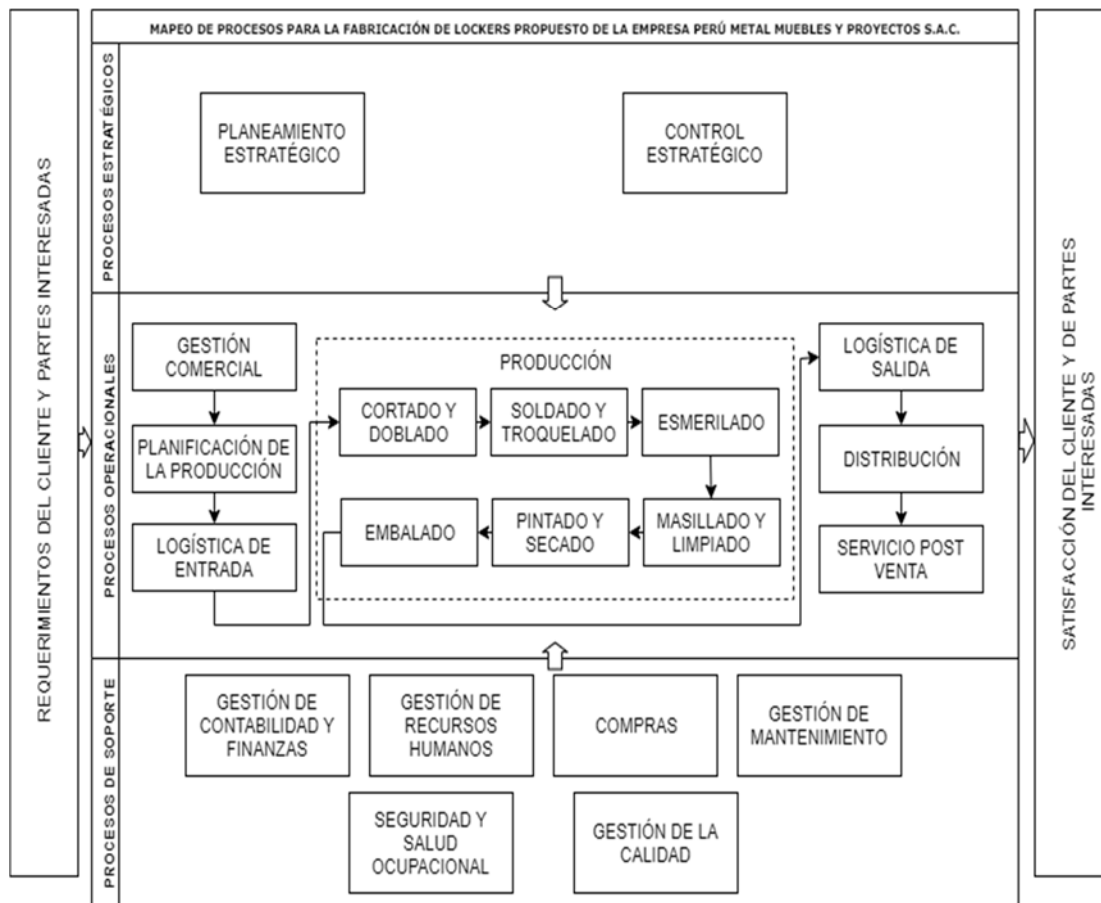 MAPEO DE PROCESOS PARA LA FABRICACIÓN DE LOCKERS PROPUESTO DE LA EMPRESA PERÚ METAL MUEBLES Y PROYECTOS S.A.C.
REQUERIMIENTOS DEL CLIENTE Y PARTES INTERESADAS
PROCESOS ESTRATÉGICOS
PLANEAMIENTO
ESTRATÉGICO
CONTROL
ESTRATÉGICO
PROCESOS OPERACIONALES
GESTIÓN
COMERCIAL
PLANIFICACIÓN DE
LA PRODUCCIÓN
LOGÍSTICA DE
ENTRADA
PRODUCCIÓN
CORTADO Y
DOBLADO
SOLDADO Y
TROQUELADO
ESMERILADO
MASILLADO Y
LIMPIADO
PINTADO Y
SECADO
EMBALADO
LOGÍSTICA DE
SALIDA
DISTRIBUCIÓN
SERVICIO POST
VENTA
PROCESOS DE SOPORTE
GESTIÓN DE
CONTABILIDAD Y
FINANZAS
GESTIÓN DE
RECURSOS
HUMANOS
COMPRAS
GESTIÓN DE
MANTENIMIENTO
SEGURIDAD Y
SALUD
OCUPACIONAL
GESTIÓN DE LA
CALIDAD
SATISFACCIÓN DEL CLIENTE Y DE PARTES
INTERESADAS